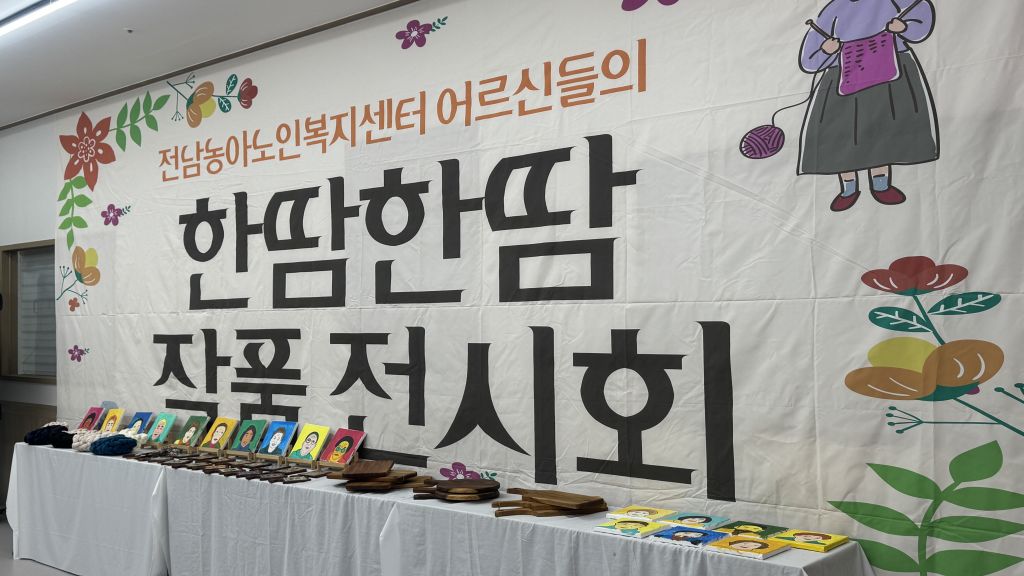 전남농아노인복지센터 어르신들의
한땀한땀
작품전시회